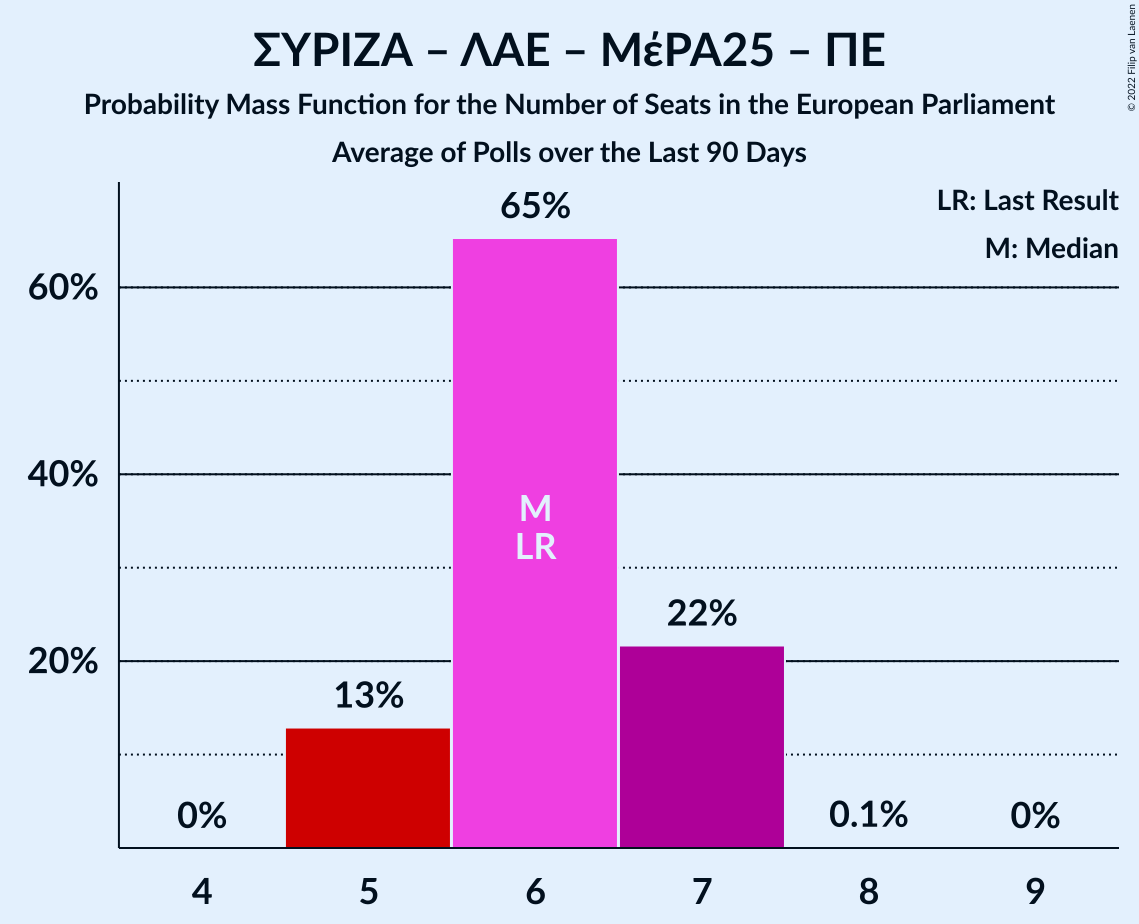 ΣΥΡΙΖΑ – ΛΑΕ – ΜέΡΑ25 – ΠΕ
Probability Mass Function for the Number of Seats in the European Parliament
Average of Polls over the Last 90 Days
© 2022 Filip van Laenen
LR: Last Result
M: Median
65%
60%
40%
M
LR
22%
20%
13%
0%
0.1%
0%
4 5 6 7 8 9